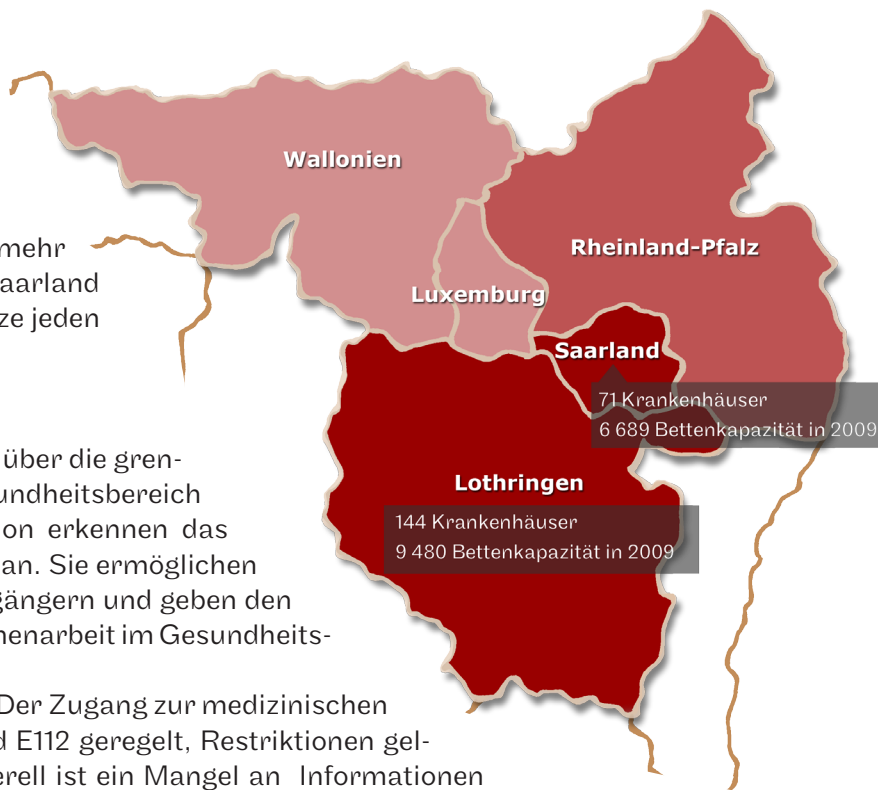 Wallonien
Rheinland-Pfalz
Luxemburg
Saarland
71 Krankenhäuser
6 689 Bettenkapazität in 2009
Lothringen
144 Krankenhäuser
9 480 Bettenkapazität in 2009
mehr
aarland
ze jeden
über die gren-
undheitsbereich
on erkennen das
an. Sie ermöglichen
gängern und geben den
menarbeit im Gesundheits-
Der Zugang zur medizinischen
d E112 geregelt, Restriktionen gel-
erell ist ein Mangel an Informationen